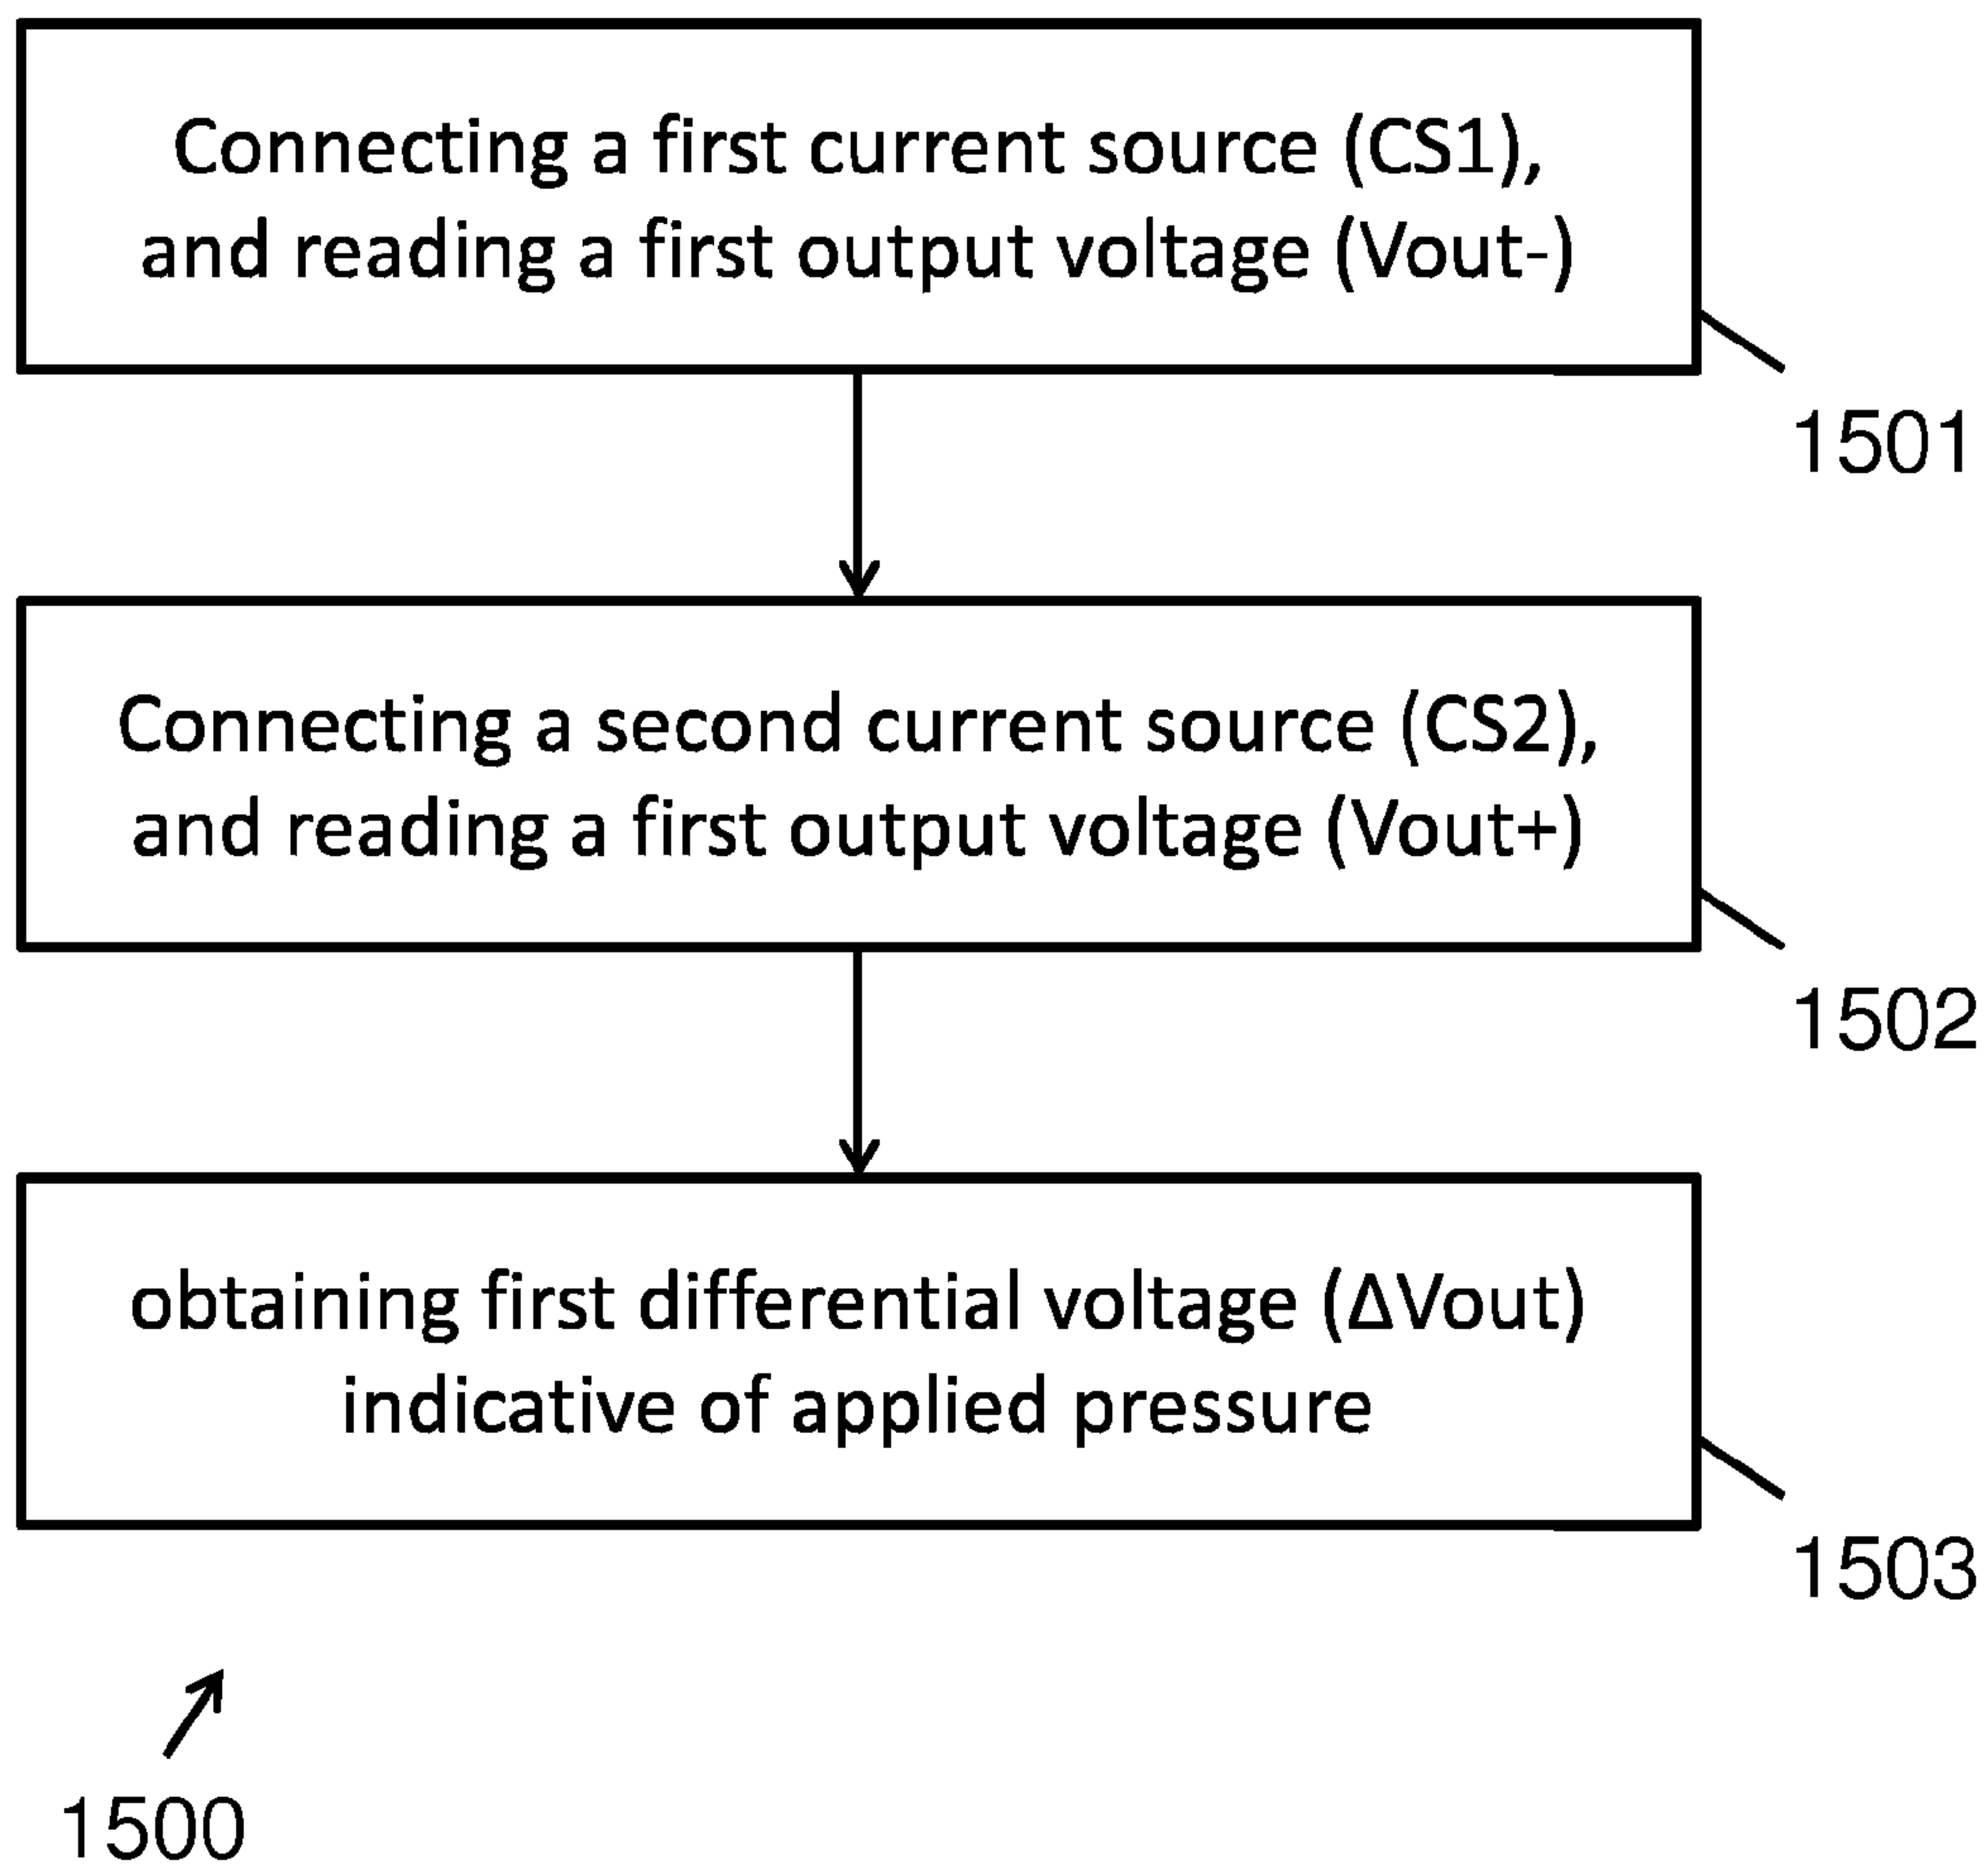 Connecting a first current source (CS1),
and reading a first output voltage (Vout-)
1501
Connecting a second current source (CS2),
and reading a first output voltage (Vout+)
1502
obtaining first differential voltage (ΔVout)
indicative of applied pressure
1503
1500